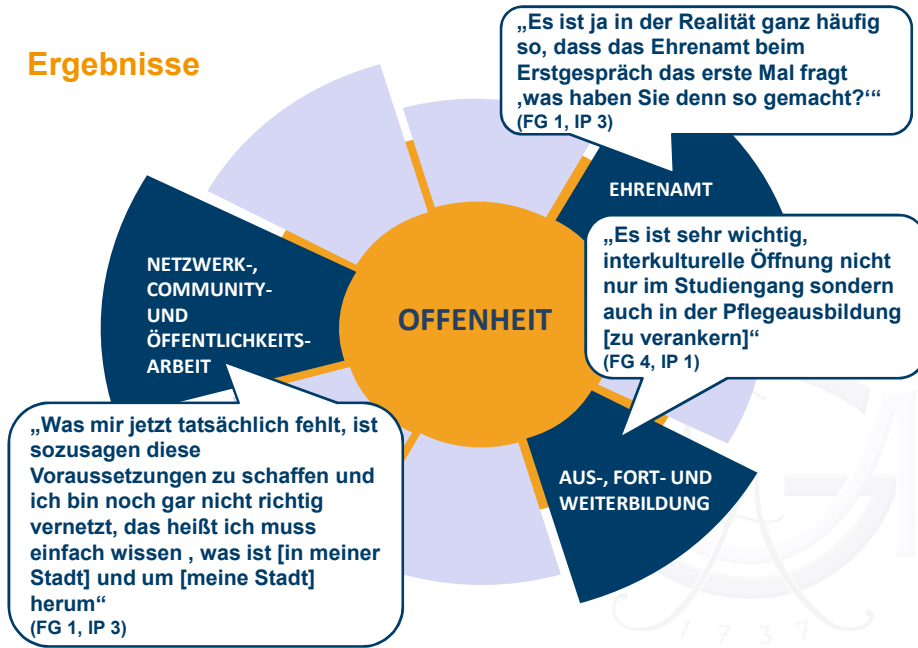 Ergebnisse
„Es ist ja in der Realität ganz häufig
so, dass das Ehrenamt beim
Erstgespräch das erste Mal fragt
‚was haben Sie denn so gemacht?‘“
(FG 1, IP 3)
EHRENAMT
„Es ist sehr wichtig,
interkulturelle Öffnung nicht
nur im Studiengang sondern
auch in der Pflegeausbildung
[zu verankern]“
(FG 4, IP 1)
NETZWERK-,
COMMUNITY-
UND
ÖFFENTLICHKEITS-
ARBEIT
OFFENHEIT
„Was mir jetzt tatsächlich fehlt, ist
sozusagen diese
Voraussetzungen zu schaffen und
ich bin noch gar nicht richtig
vernetzt, das heißt ich muss
einfach wissen , was ist [in meiner
Stadt] und um [meine Stadt]
herum“
(FG 1, IP 3)
AUS-, FORT- UND
WEITERBILDUNG
1737